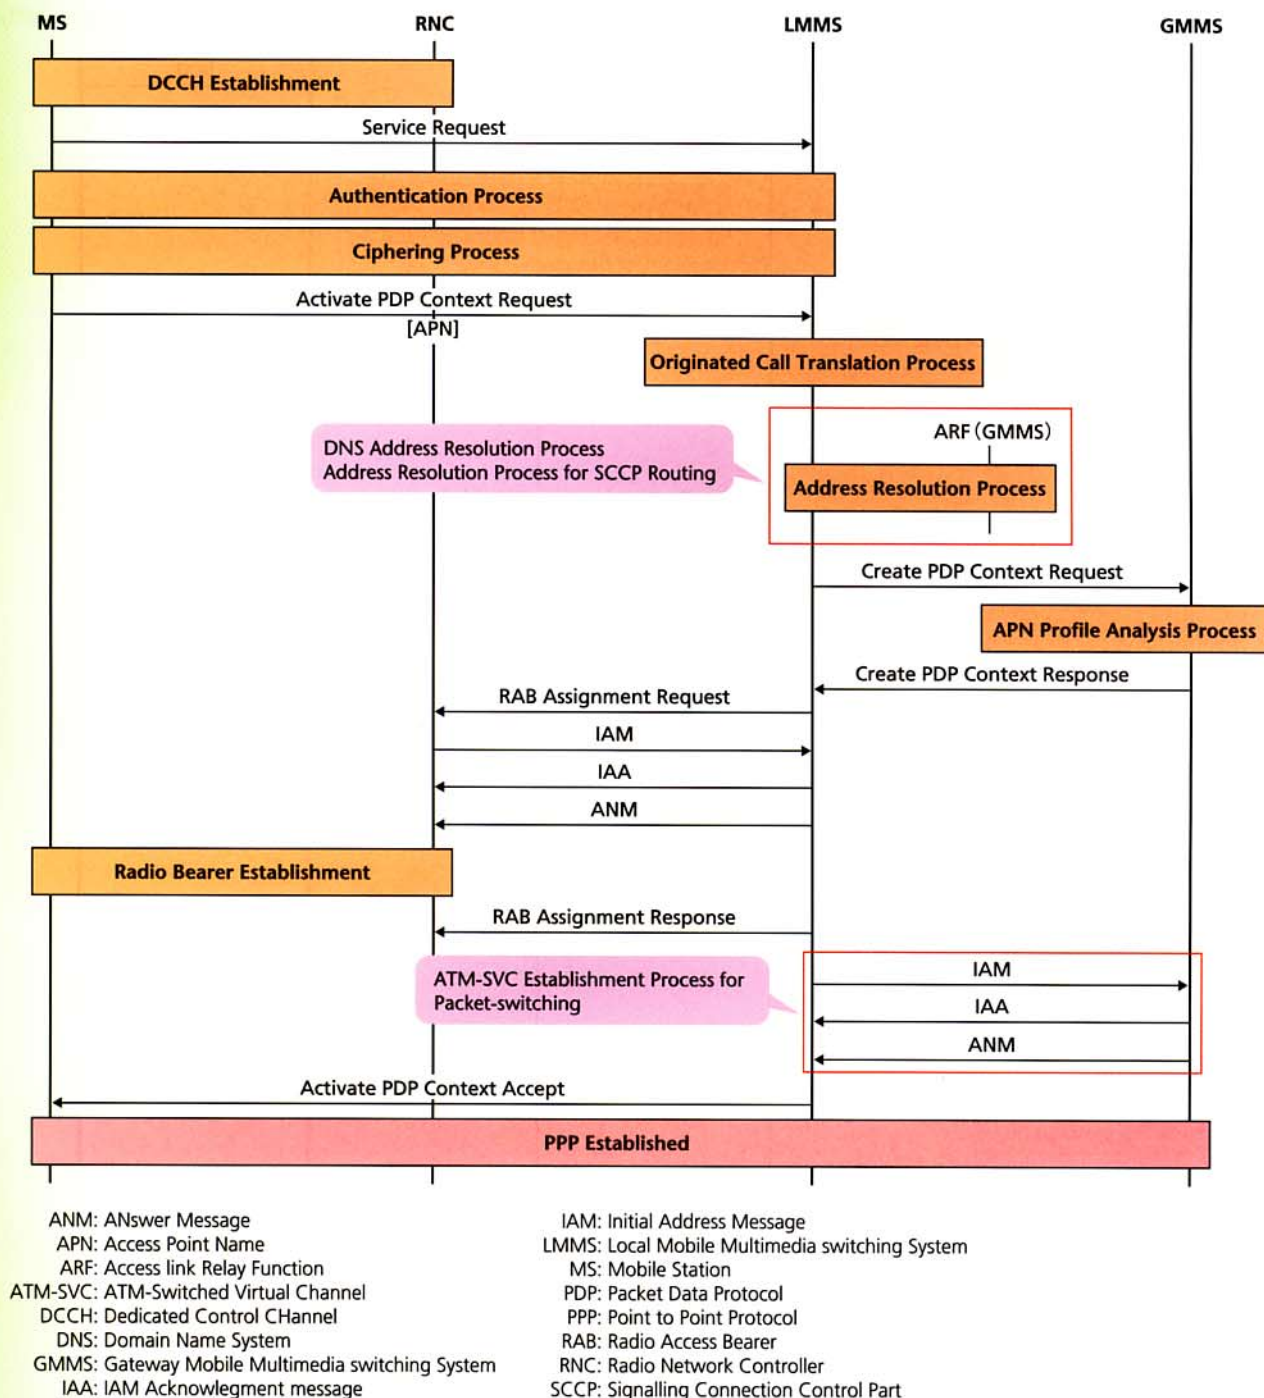 MS RNC LMMS GMMS
DCCH Establishment
Service Request
Authentication Process
Ciphering Process
Activate PDP Context Request
[APN]
Originated Call Translation Process
ARF (GMMS)
DNS Address Resolution Process
Address Resolution Process for SCCP Routing
Address Resolution Process
Create PDP Context Request
APN Profile Analysis Process
Create PDP Context Response
RAB Assignment Request
IAM
IAA
ANM
Radio Bearer Establishment
RAB Assignment Response
ATM-SVC Establishment Process for
Packet-switching
IAM
IAA
ANM
Activate PDP Context Accept
PPP Established
ANM: ANswer Message
APN: Access Point Name
ARF: Access link Relay Function
ATM-SVC: ATM-Switched Virtual Channel
DCCH: Dedicated Control CHannel
DNS: Domain Name System
GMMS: Gateway Mobile Multimedia switching System
IAA: IAM Acknowlegment message
IAM: Initial Address Message
LMMS: Local Mobile Multimedia switching System
MS: Mobile Station
PDP: Packet Data Protocol
PPP: Point to Point Protocol
RAB: Radio Access Bearer
RNC: Radio Network Controller
SCCP: Signalling Connection Control Part